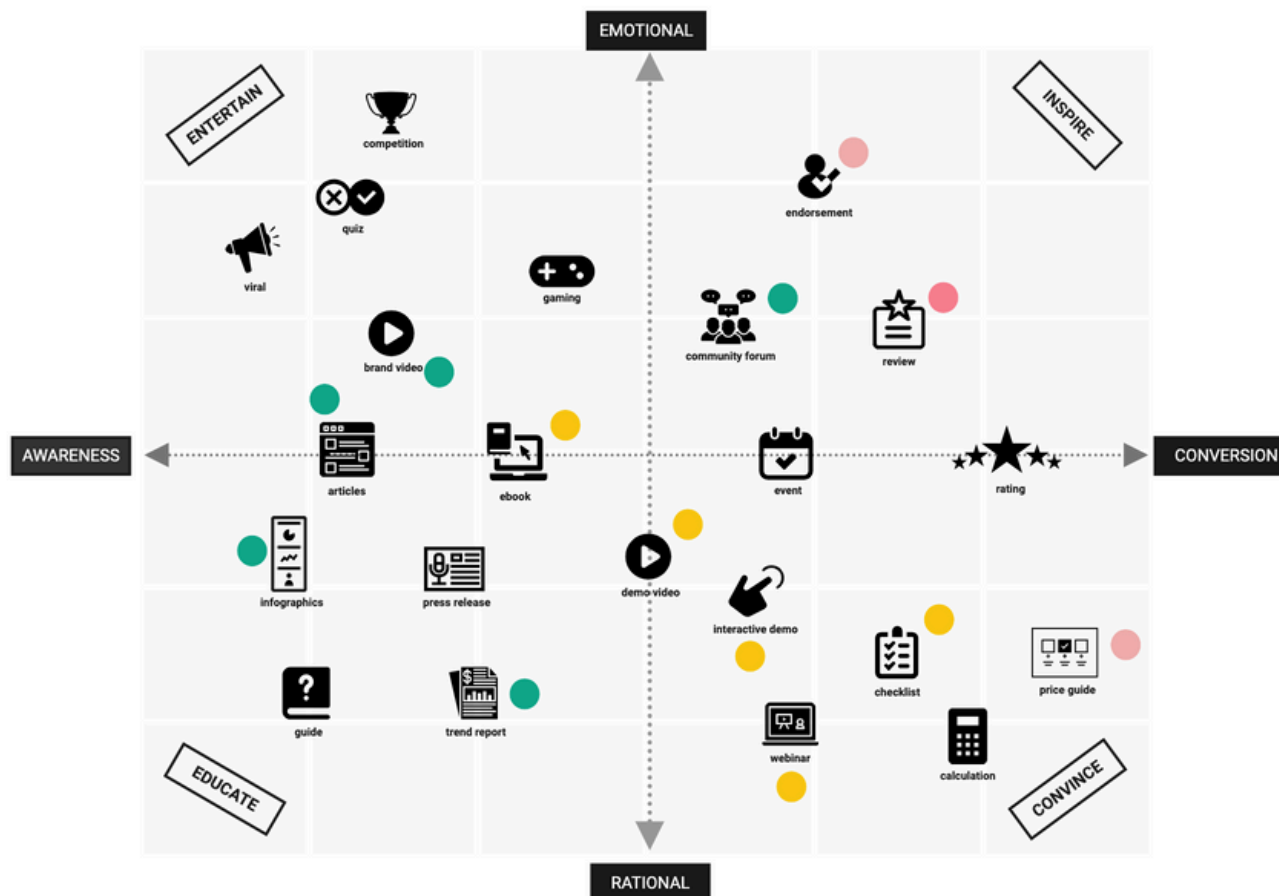 EMOTIONAL
ENTERTAIN
INSPIRE
competition
endorsement
quiz
viral
gaming
community forum
review
brand video
AWARENESS
CONVERSION
articles
ebook
event
rating
infographics
press release
demo video
interactive demo
checklist
price guide
guide
trend report
webinar
calculation
EDUCATE
CONVINCE
RATIONAL